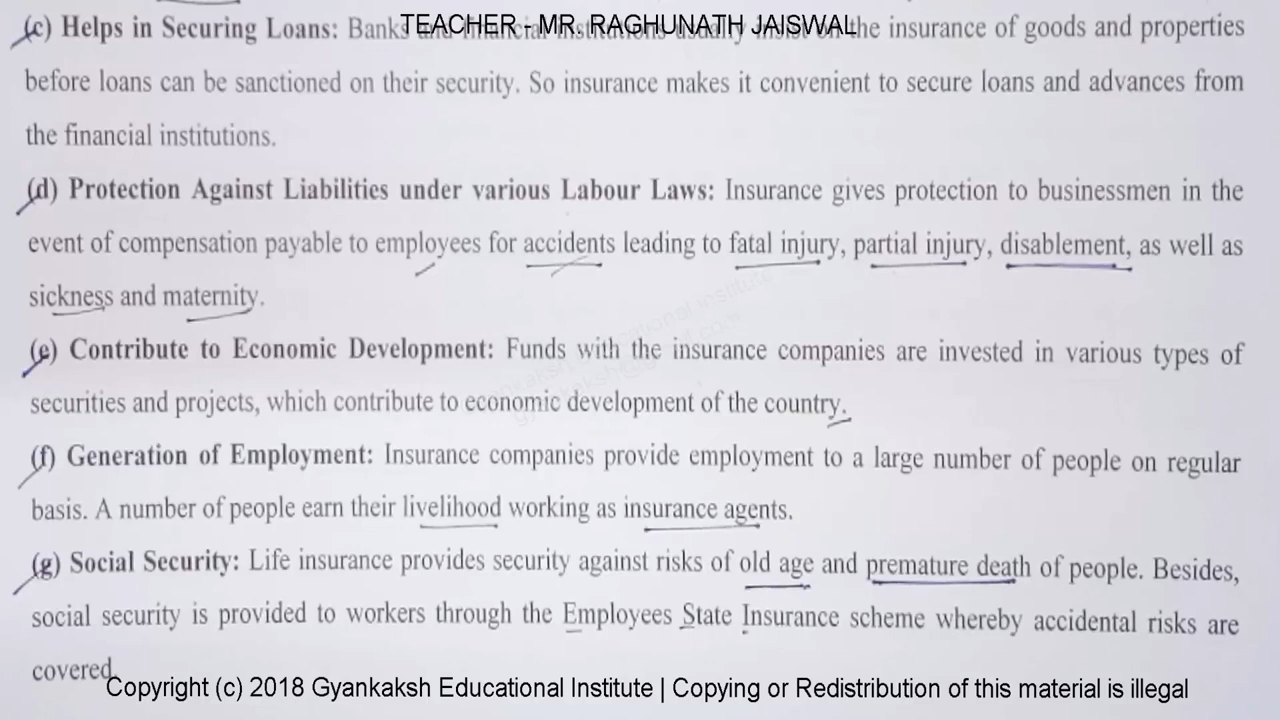 TEACHER - MR. RAGHUNATH JAISWAL
(c) Helps in Securing Loans: Banks and financial institutions usually insist on the insurance of goods and properties
before loans can be sanctioned on their security. So insurance makes it convenient to secure loans and advances from
the financial institutions.
(d) Protection Against Liabilities under various Labour Laws: Insurance gives protection to businessmen in the
event of compensation payable to employees for accidents leading to fatal injury, partial injury, disablement, as well as
sickness and maternity.
(e) Contribute to Economic Development: Funds with the insurance companies are invested in various types of
securities and projects, which contribute to economic development of the country.
(f) Generation of Employment: Insurance companies provide employment to a large number of people on regular
basis. A number of people earn their livelihood working as insurance agents.
(g) Social Security: Life insurance provides security against risks of old age and premature death of people. Besides,
social security is provided to workers through the Employees State Insurance scheme whereby accidental risks are
covered.
Copyright (c) 2018 Gyankaksh Educational Institute | Copying or Redistribution of this material is illegal